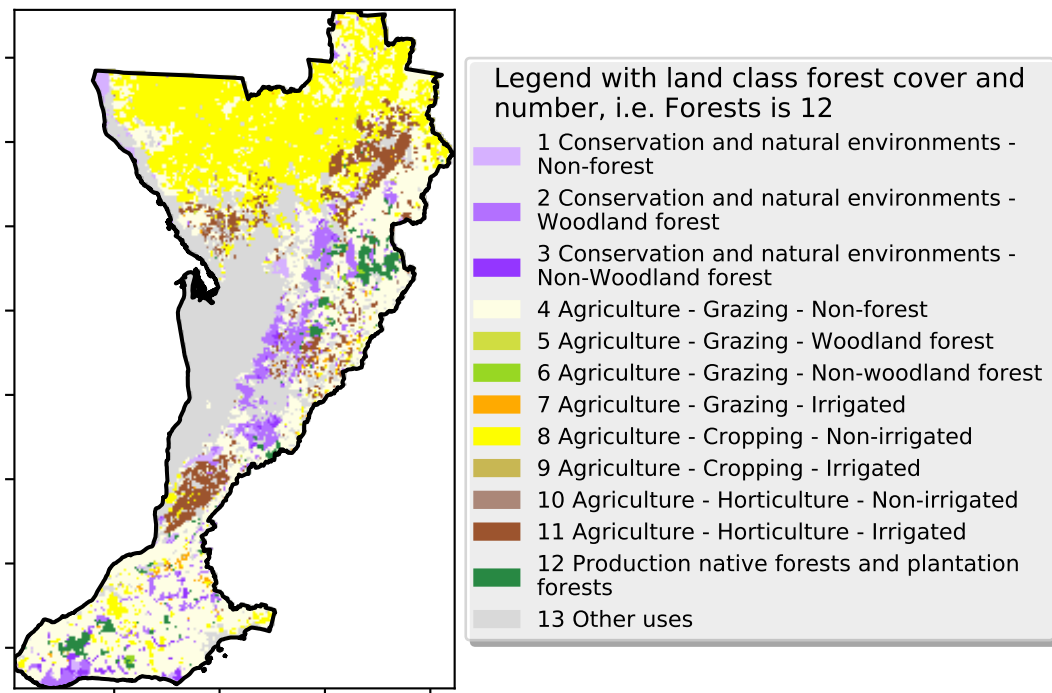 Legend with land class forest cover and
number, i.e. Forests is 12
1 Conservation and natural environments -
Non-forest
2 Conservation and natural environments -
Woodland forest
3 Conservation and natural environments -
Non-Woodland forest
4 Agriculture - Grazing - Non-forest
5 Agriculture - Grazing - Woodland forest
6 Agriculture - Grazing - Non-woodland forest
7 Agriculture - Grazing - Irrigated
8 Agriculture - Cropping - Non-irrigated
9 Agriculture - Cropping - Irrigated
10 Agriculture - Horticulture - Non-irrigated
11 Agriculture - Horticulture - Irrigated
12 Production native forests and plantation
forests
13 Other uses